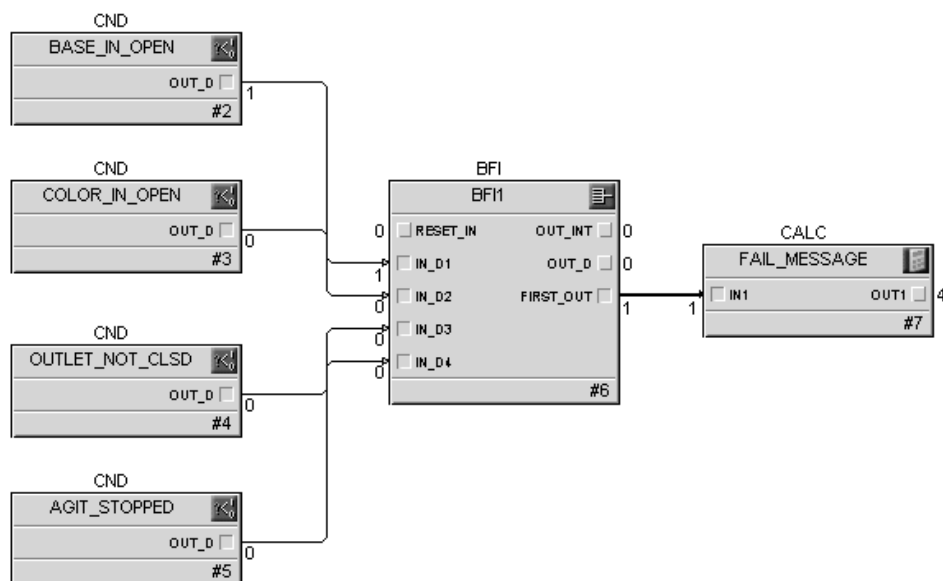 CND
BASE_IN_OPEN
OUT_D
1
#2
CND
COLOR_IN_OPEN
OUT_D
0
#3
CND
OUTLET_NOT_CLSD
OUT_D
0
#4
CND
AGIT_STOPPED
OUT_D
0
#5
BFI
BFI1
0 RESET_IN OUT_INT 0
1 IN_D1 OUT_D 0
0 IN_D2 FIRST_OUT 1
0 IN_D3
0 IN_D4
#6
CALC
FAIL_MESSAGE
1 IN1 OUT1 4
#7